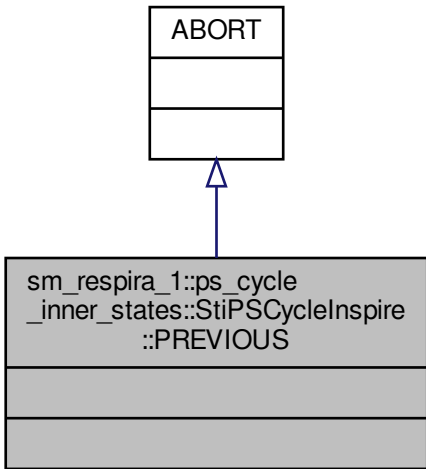 ABORT
sm_respira_1::ps_cycle
_inner_states::StiPSCycleInspire
::PREVIOUS